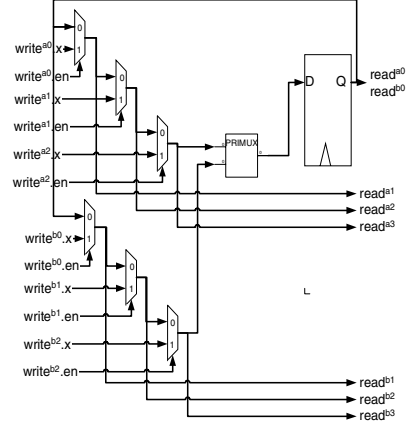 0
write^a0.x 1
write^a0.en 0
write^a1.x 1
write^a1.en 0
write^a2.x 1
write^a2.en
PRIMUX
D Q
read^a0
read^b0
read^a1
read^a2
read^a3
0
write^b0.x 1
write^b0.en 0
write^b1.x 1
write^b1.en 0
write^b2.x 1
write^b2.en
read^b1
read^b2
read^b3